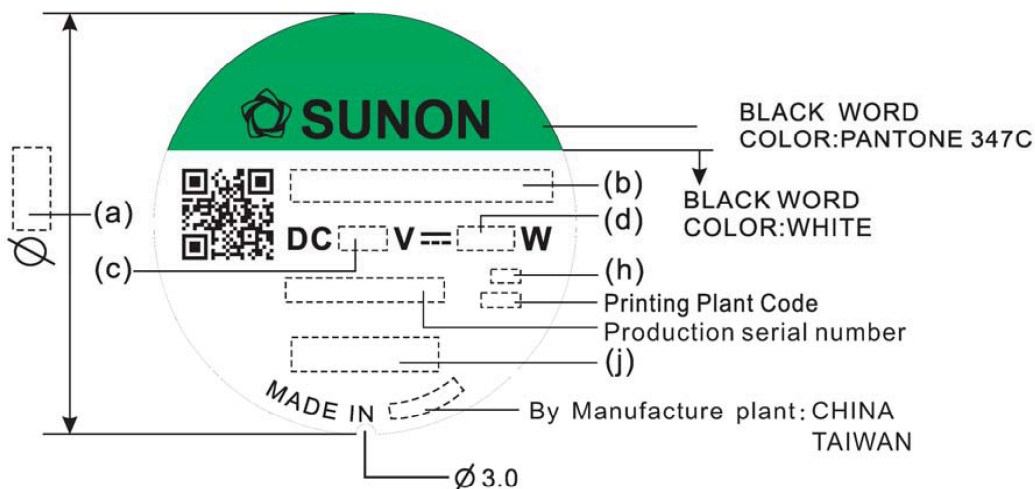 SUNON
BLACK WORD
COLOR:PANTONE 347C
(a)
(b)
BLACK WORD
COLOR:WHITE
(d)
DC V W
(c)
(h)
Printing Plant Code
Production serial number
(j)
MADE IN
By Manufacture plant: CHINA
TAIWAN
Ø
Ø 3.0